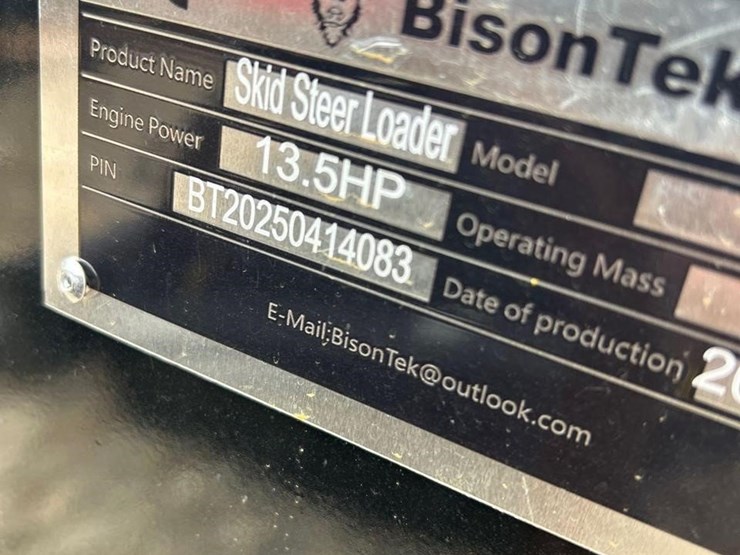 BisonTek
Product Name Skid Steer Loader Model
Engine Power 13.5HP Operating Mass
PIN BT20250414083 Date of production
E-Mail:BisonTek@outlook.com